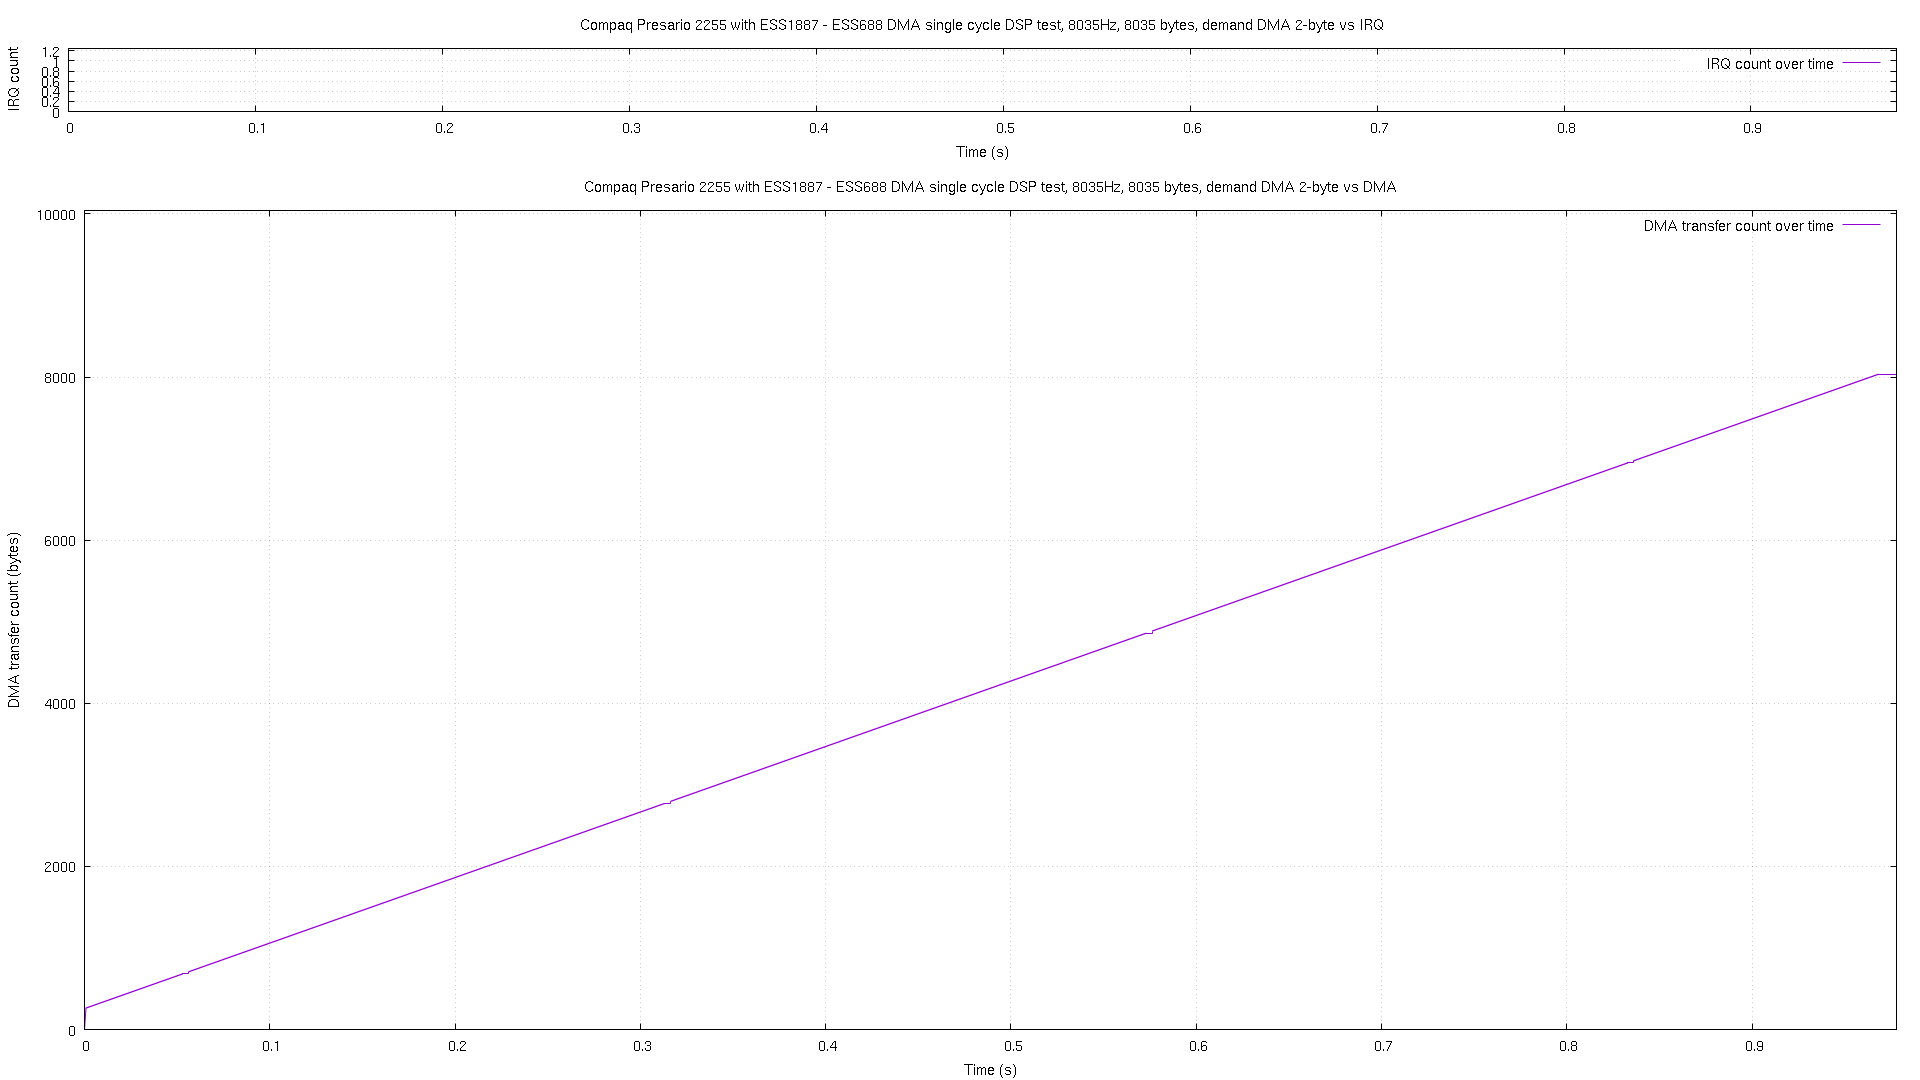 Compaq Presario 2255 with ESS1887 - ESS688 DMA single cycle DSP test, 8035Hz, 8035 bytes, demand DMA 2-byte vs IRQ
IRQ count
1.2
1
0.8
0.6
0.4
0.2
0
IRQ count over time
0 0.1 0.2 0.3 0.4 0.5 0.6 0.7 0.8 0.9
Time (s)
Compaq Presario 2255 with ESS1887 - ESS688 DMA single cycle DSP test, 8035Hz, 8035 bytes, demand DMA 2-byte vs DMA
DMA transfer count (bytes)
10000
8000
6000
4000
2000
0
DMA transfer count over time
0 0.1 0.2 0.3 0.4 0.5 0.6 0.7 0.8 0.9
Time (s)